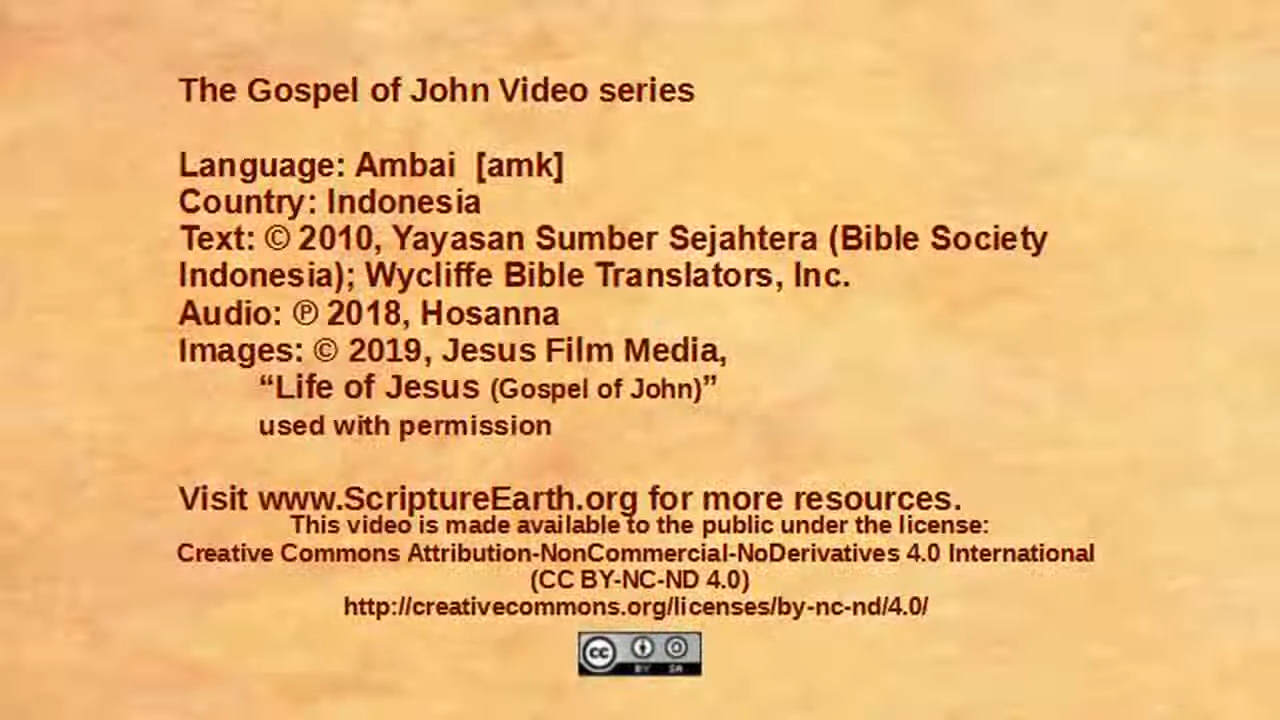 The Gospel of John Video series
Language: Ambai [amk]
Country: Indonesia
Text: © 2010, Yayasan Sumber Sejahtera (Bible Society
Indonesia); Wycliffe Bible Translators, Inc.
Audio: ℗ 2018, Hosanna
Images: © 2019, Jesus Film Media,
“Life of Jesus (Gospel of John)”
used with permission
Visit www.ScriptureEarth.org for more resources.
This video is made available to the public under the license:
Creative Commons Attribution-NonCommercial-NoDerivatives 4.0 International
(CC BY-NC-ND 4.0)
http://creativecommons.org/licenses/by-nc-nd/4.0/
cc BY SA